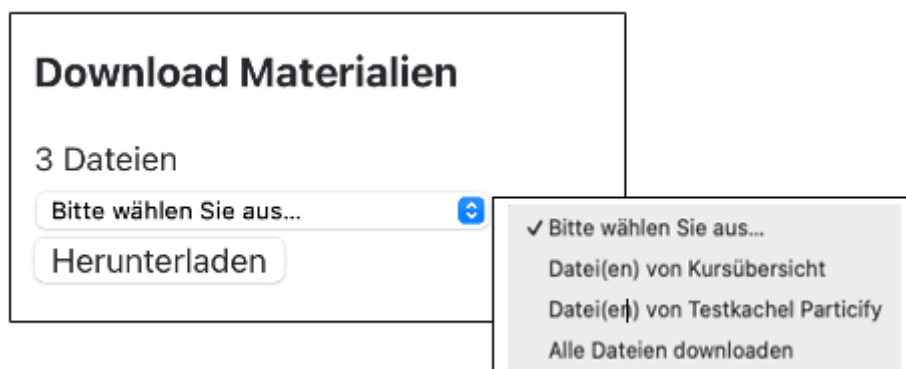 Download Materialien
3 Dateien
Bitte wählen Sie aus...
Herunterladen
✓ Bitte wählen Sie aus...
Datei(en) von Kursübersicht
Datei(en) von Testkachel Particify
Alle Dateien downloaden